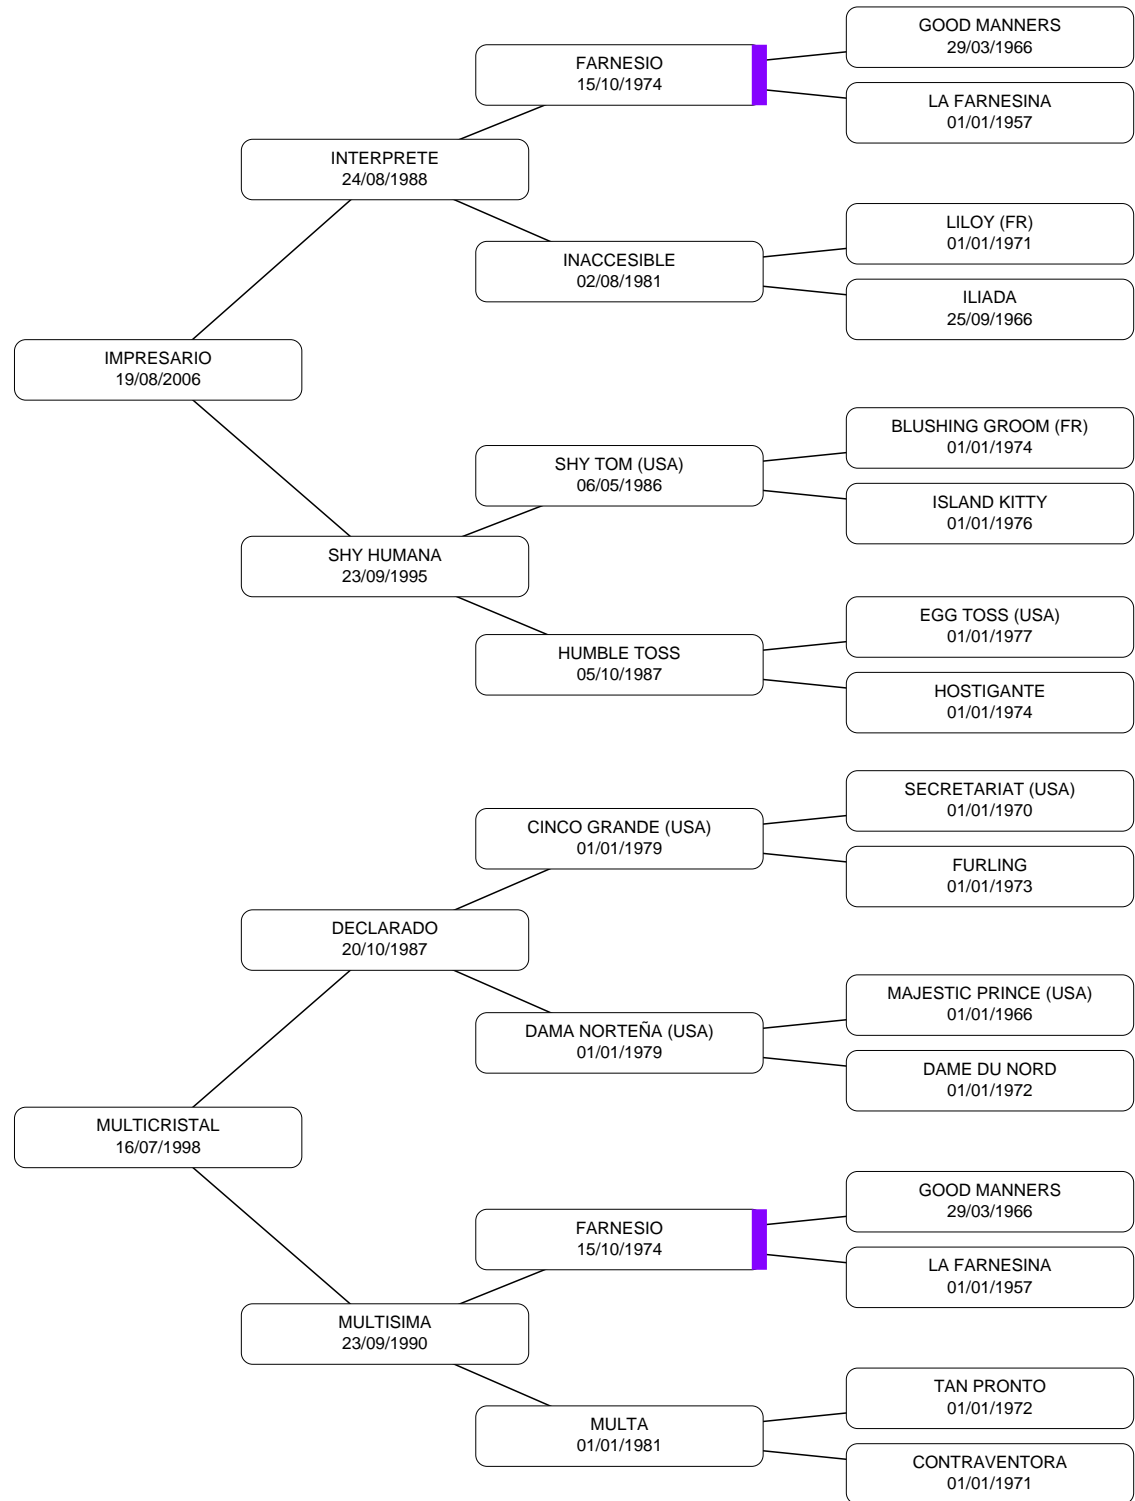 GOOD MANNERS
29/03/1966
FARNESIO
15/10/1974
LA FARNESINA
01/01/1957
INTERPRETE
24/08/1988
LILOY (FR)
01/01/1971
INACCESIBLE
02/08/1981
ILIADA
25/09/1966
IMPRESARIO
19/08/2006
BLUSHING GROOM (FR)
01/01/1974
SHY TOM (USA)
06/05/1986
ISLAND KITTY
01/01/1976
SHY HUMANA
23/09/1995
EGG TOSS (USA)
01/01/1977
HUMBLE TOSS
05/10/1987
HOSTIGANTE
01/01/1974
SECRETARIAT (USA)
01/01/1970
CINCO GRANDE (USA)
01/01/1979
FURLING
01/01/1973
DECLARADO
20/10/1987
MAJESTIC PRINCE (USA)
01/01/1966
DAMA NORTEÑA (USA)
01/01/1979
DAME DU NORD
01/01/1972
MULTICRISTAL
16/07/1998
GOOD MANNERS
29/03/1966
FARNESIO
15/10/1974
LA FARNESINA
01/01/1957
MULTISIMA
23/09/1990
TAN PRONTO
01/01/1972
MULTA
01/01/1981
CONTRAVENTORA
01/01/1971